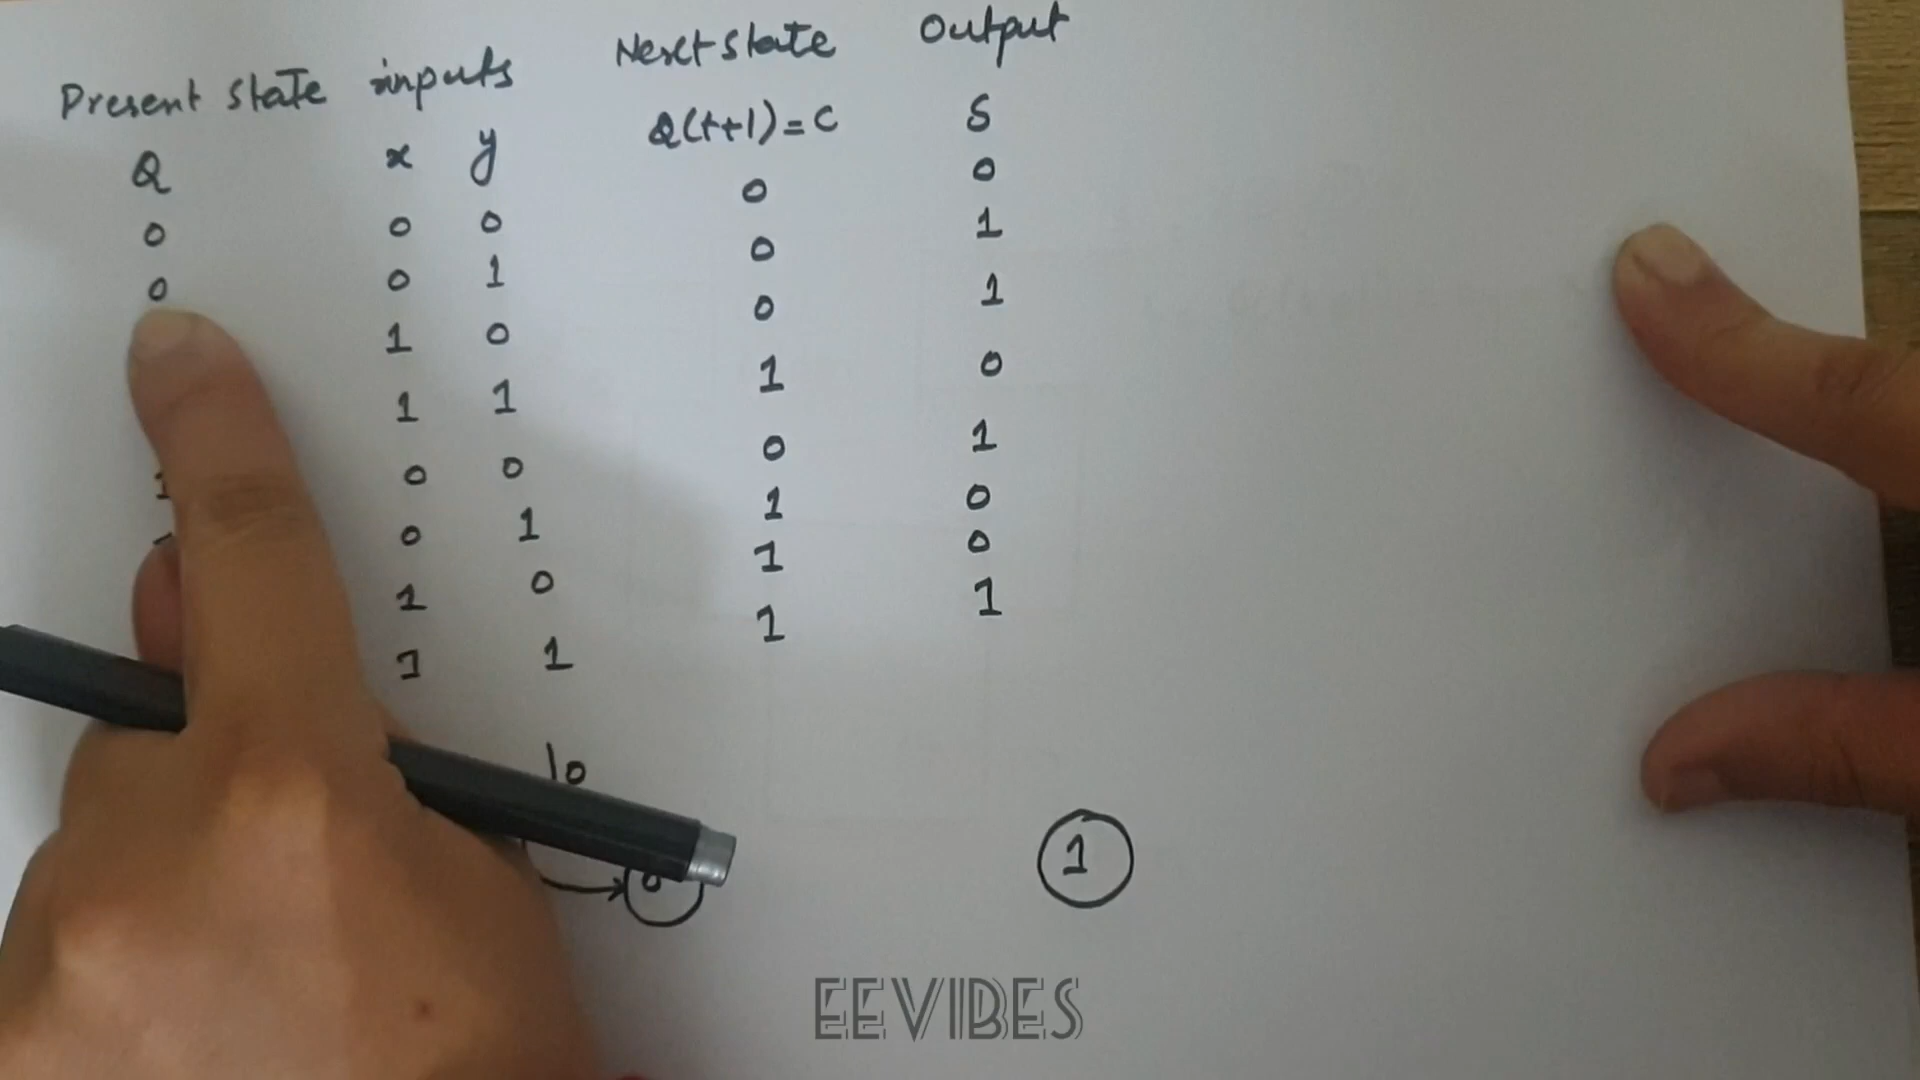 Present state inputs Next state Output
Q x y Q(t+1)=C S
0 0 0 0 0
0 0 1 0 1
1 0 0 1
1 1 1 0
1 0 0 0 1
0 1 1 0
1 0 1 0
1 1 1 1
10
0 1
EEVIBES